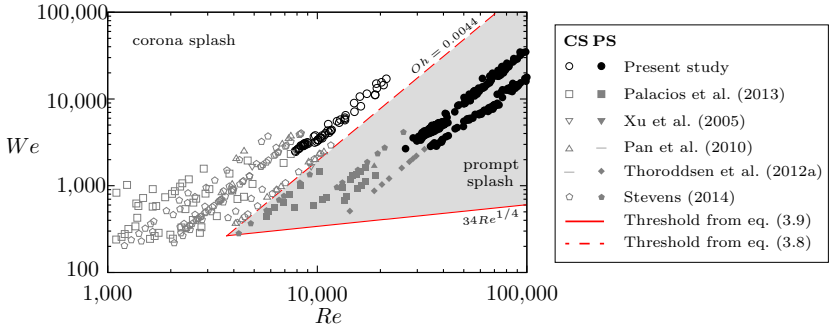 100,000
corona splash
Oh = 0.0044
10,000
We
1,000
prompt
splash
34Re^{1/4}
100
1,000
10,000
100,000
Re
CS PS
Present study
Palacios et al. (2013)
Xu et al. (2005)
— Pan et al. (2010)
— Thoroddsen et al. (2012a)
Stevens (2014)
Threshold from eq. (3.9)
Threshold from eq. (3.8)